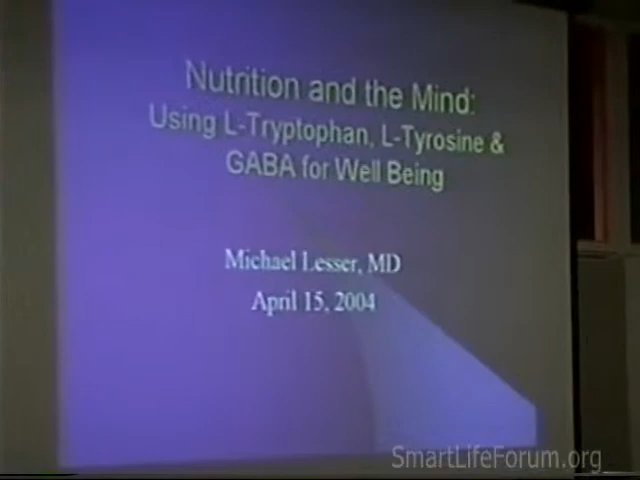 Nutrition and the Mind:
Using L-Tryptophan, L-Tyrosine &
GABA for Well Being
Michael Lesser, MD
April 15, 2004
SmartLifeForum.org